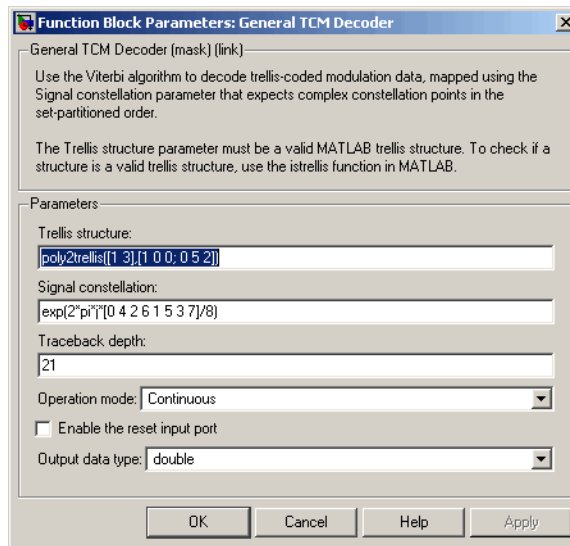 Function Block Parameters: General TCM Decoder
General TCM Decoder (mask) (link)
Use the Viterbi algorithm to decode trellis-coded modulation data, mapped using the
Signal constellation parameter that expects complex constellation points in the
set-partitioned order.
The Trellis structure parameter must be a valid MATLAB trellis structure. To check if a
structure is a valid trellis structure, use the istrellis function in MATLAB.
Parameters
Trellis structure:
poly2trellis([1 3],[1 0 0; 0 5 2])
Signal constellation:
exp(2*pi*j*[0 4 2 6 1 5 3 7]/8)
Traceback depth:
21
Operation mode: Continuous
Enable the reset input port
Output data type: double
OK Cancel Help Apply